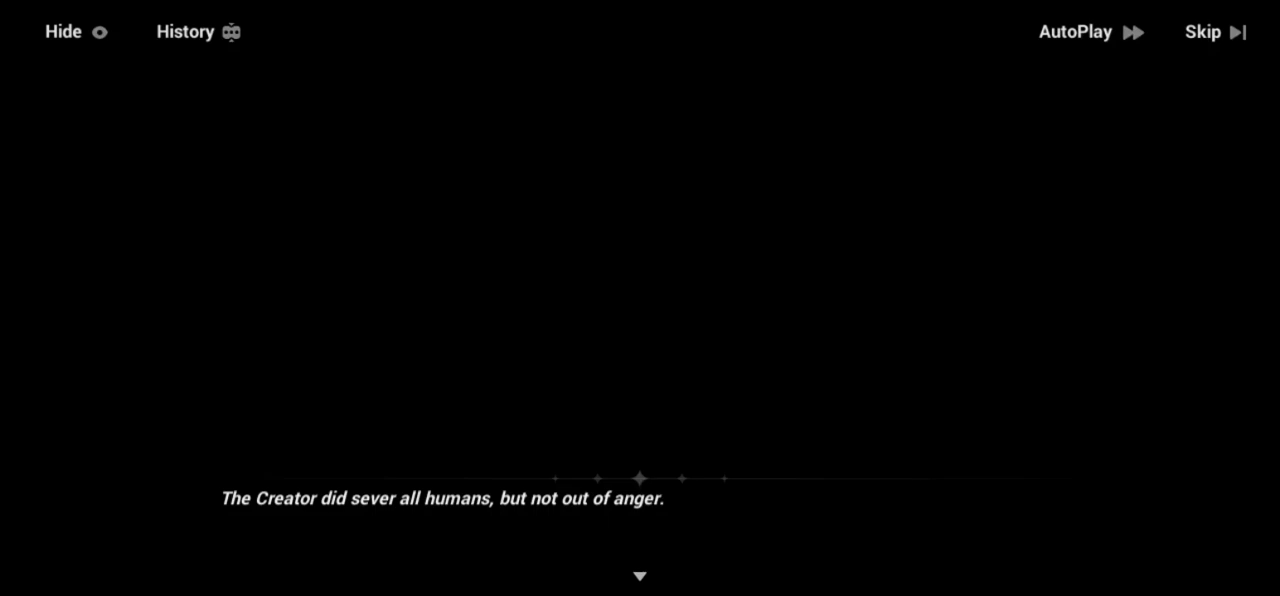 Hide History AutoPlay Skip
The Creator did sever all humans, but not out of anger.